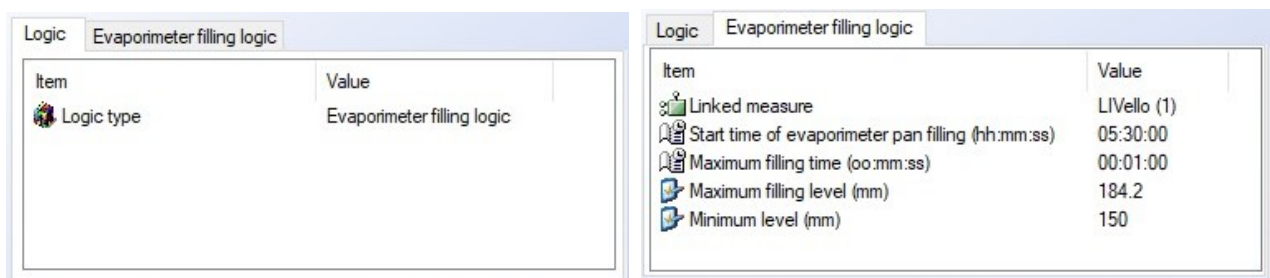 Logic Evaporimeter filling logic
Item Value
Logic type Evaporimeter filling logic
Logic Evaporimeter filling logic
Item Value
Linked measure LIVello (1)
Start time of evaporimeter pan filling (hh:mm:ss) 05:30:00
Maximum filling time (oo:mm:ss) 00:01:00
Maximum filling level (mm) 184.2
Minimum level (mm) 150